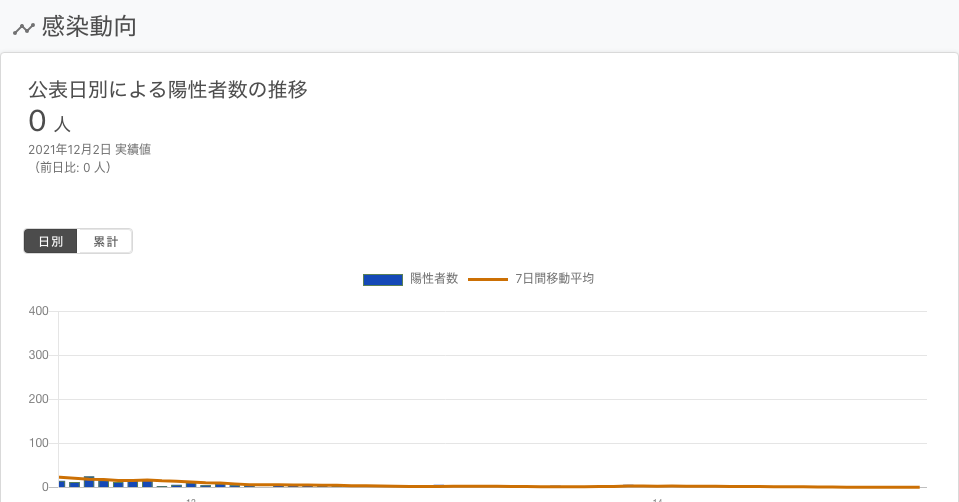 感染動向
公表日別による陽性者数の推移
0 人
2021年12月2日 実績値
（前日比: 0 人）
日別 累計
陽性者数 7日間移動平均
400
300
200
100
0